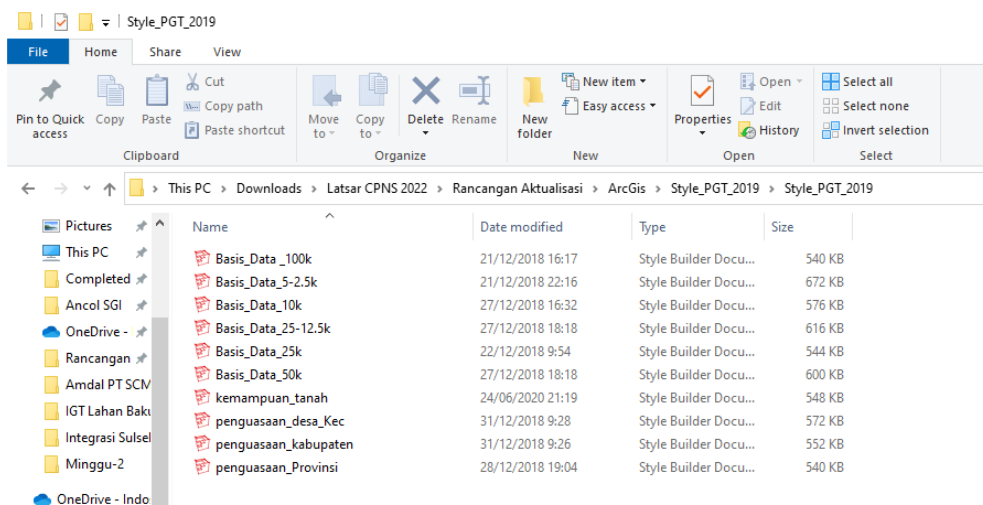 Style_PGT_2019
File Home Share View
Pin to Quick access
Copy
Paste
Cut
Copy path
Paste shortcut
Clipboard
Move to
Copy to
Delete
Rename
Organize
New folder
New item
Easy access
New
Properties
Open
Edit
History
Open
Select all
Select none
Invert selection
Select
This PC > Downloads > Latsar CPNS 2022 > Rancangan Aktualisasi > ArcGis > Style_PGT_2019 > Style_PGT_2019
Pictures
This PC
Completed
Ancol SGI
OneDrive -
Rancangan
Amdal PT SCM
IGT Lahan Baku
Integrasi Sulsel
Minggu-2
OneDrive - Indo
Name Date modified Type Size
Basis_Data _100k 21/12/2018 16:17 Style Builder Docu... 540 KB
Basis_Data_5-2.5k 21/12/2018 22:16 Style Builder Docu... 672 KB
Basis_Data_10k 27/12/2018 16:32 Style Builder Docu... 576 KB
Basis_Data_25-12.5k 27/12/2018 18:18 Style Builder Docu... 616 KB
Basis_Data_25k 22/12/2018 9:54 Style Builder Docu... 544 KB
Basis_Data_50k 27/12/2018 18:18 Style Builder Docu... 600 KB
kemampuan_tanah 24/06/2020 21:19 Style Builder Docu... 548 KB
penguasaan_desa_Kec 31/12/2018 9:28 Style Builder Docu... 572 KB
penguasaan_kabupaten 31/12/2018 9:26 Style Builder Docu... 552 KB
penguasaan_Provinsi 28/12/2018 19:04 Style Builder Docu... 540 KB